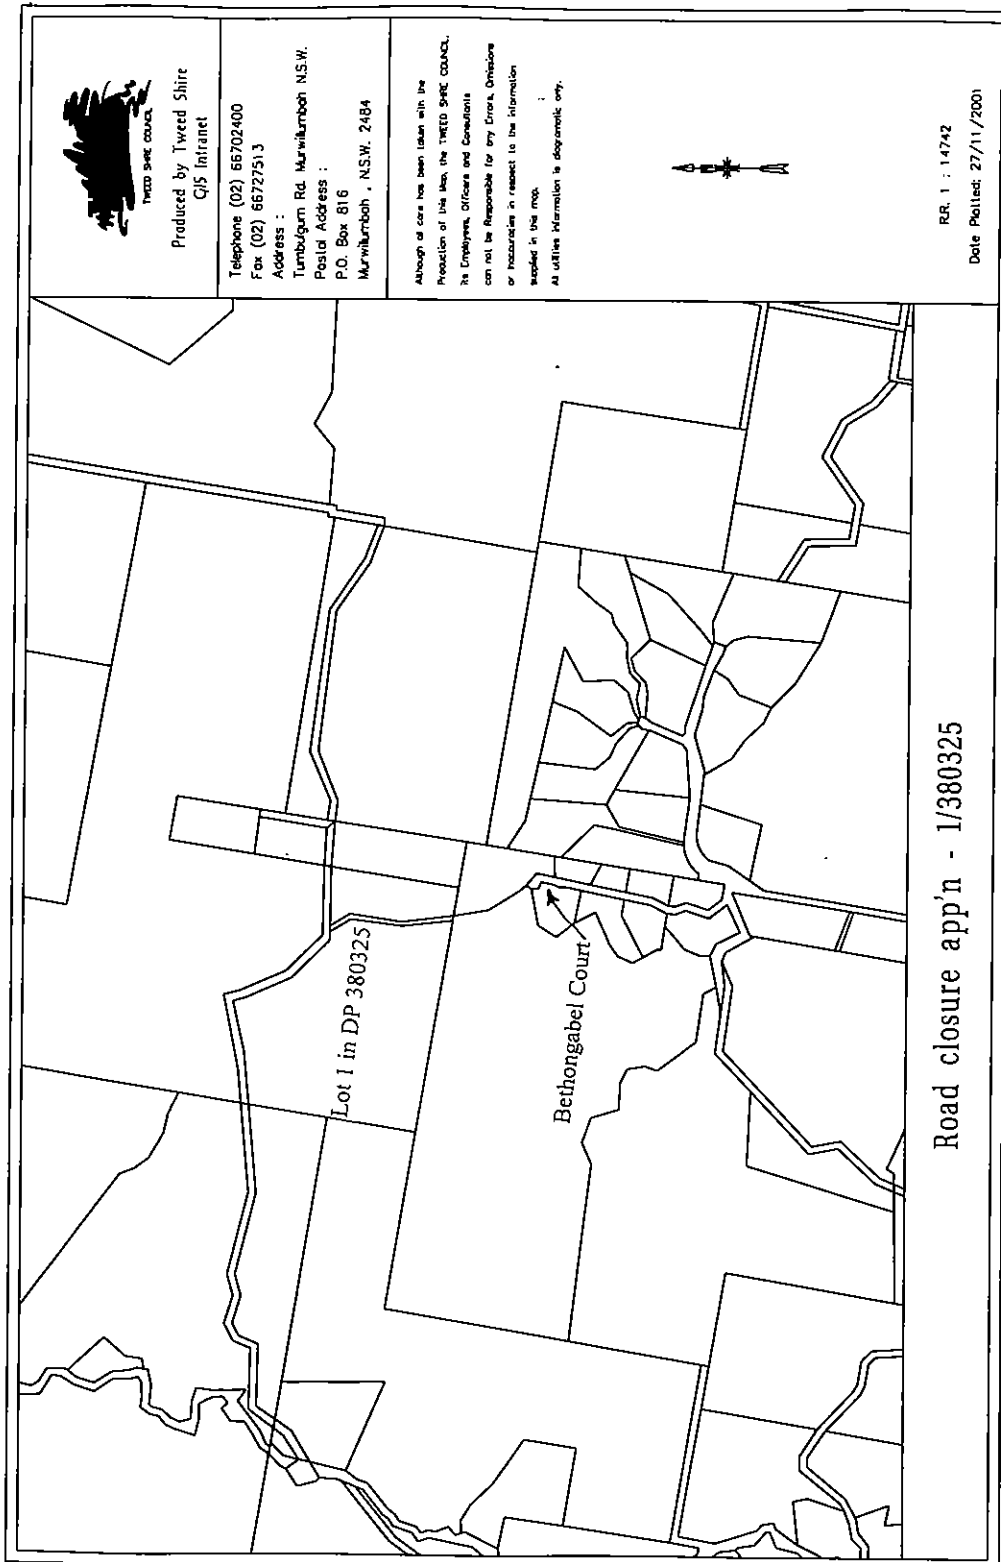 TWEED SHIRE COUNCIL
Produced by Tweed Shire
GIS Intranet
Telephone (02) 66702400
Fax (02) 66727513
Address :
Tumbulgum Rd. Murwillumbah N.S.W.
Postal Address :
P.O. Box 816
Murwillumbah , N.S.W. 2484
Although all care has been taken with the
Production of this Map, the TWEED SHIRE COUNCIL,
its Employees, Officers and Consultants
can not be Responsible for any Errors, Omissions
or Inaccuracies in respect to the information
supplied in this map.
All utilities information is diagramatic only.
R.R. 1 : 14742
Date Plotted: 27/11/2001
Lot 1 in DP 380325
Bethongabel Court
Road closure app'n - 1/380325